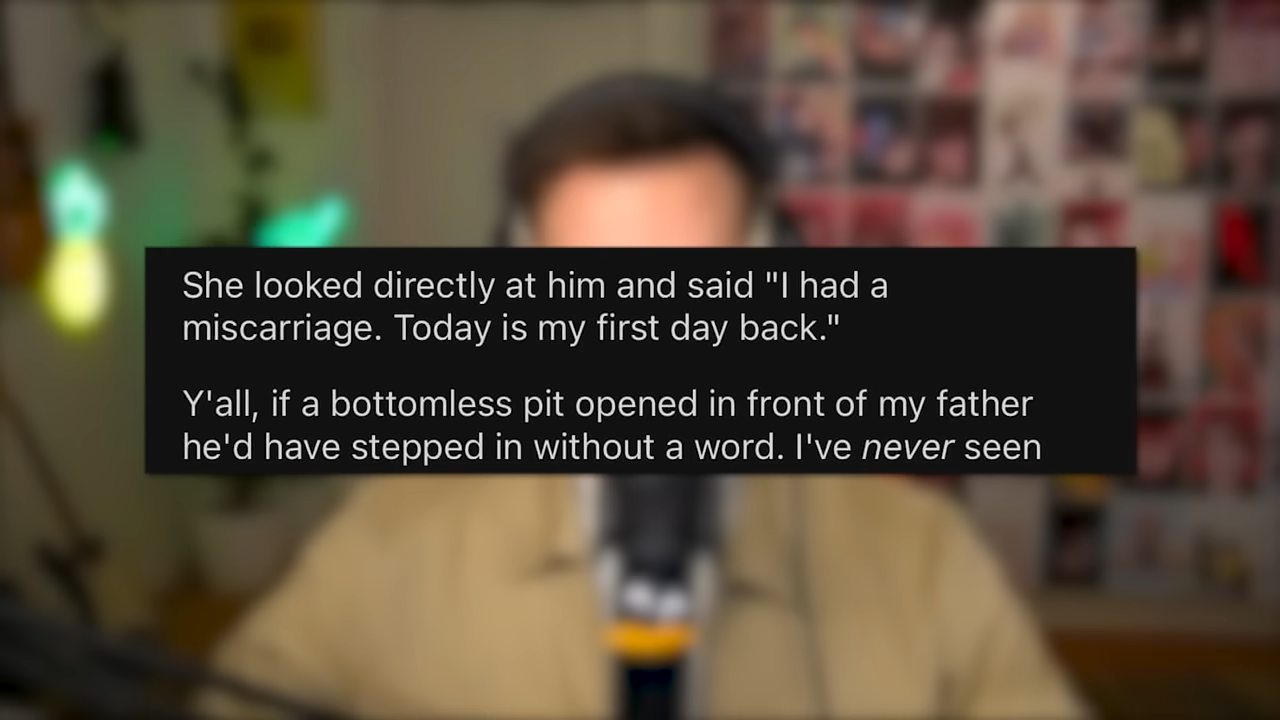 She looked directly at him and said "I had a
miscarriage. Today is my first day back."
Y'all, if a bottomless pit opened in front of my father
he'd have stepped in without a word. I've never seen